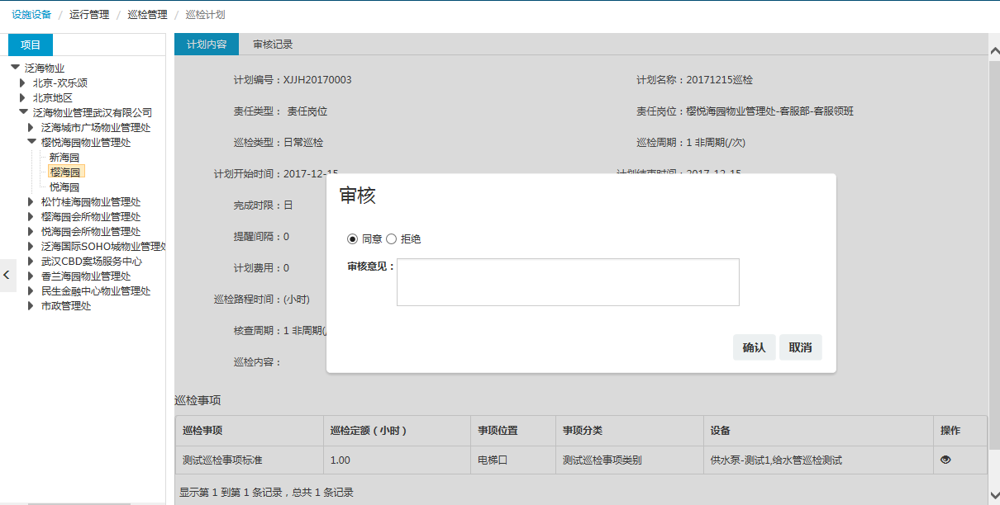 设施设备 / 运行管理 / 巡检管理 / 巡检计划
项目
泛海物业
北京-欢乐颂
北京地区
泛海物业管理武汉有限公司
泛海城市广场物业管理处
樱悦海园物业管理处
新海园
樱海园
悦海园
松竹桂海园物业管理处
樱海园会所物业管理处
悦海园会所物业管理处
泛海国际SOHO城物业管理处
武汉CBD案场服务中心
香兰海园物业管理处
民生金融中心物业管理处
市政管理处
计划内容 审核记录
计划编号：XJJH20170003 计划名称：20171215巡检
责任类型： 责任岗位 责任岗位：樱悦海园物业管理处-客服部-客服领班
巡检类型：日常巡检 巡检周期：1 非周期(/次)
计划开始时间：2017-12-15 计划结束时间：2017-12-15
完成时限：日
提醒间隔：0
计划费用：0
巡检路程时间：(小时)
核查周期：1 非周期(/
巡检内容：
审核
同意 拒绝
审核意见：
确认 取消
巡检事项
巡检事项 巡检定额（小时） 事项位置 事项分类 设备 操作
测试巡检事项标准 1.00 电梯口 测试巡检事项类别 供水泵-测试1,给水管巡检测试
显示第 1 到第 1 条记录，总共 1 条记录